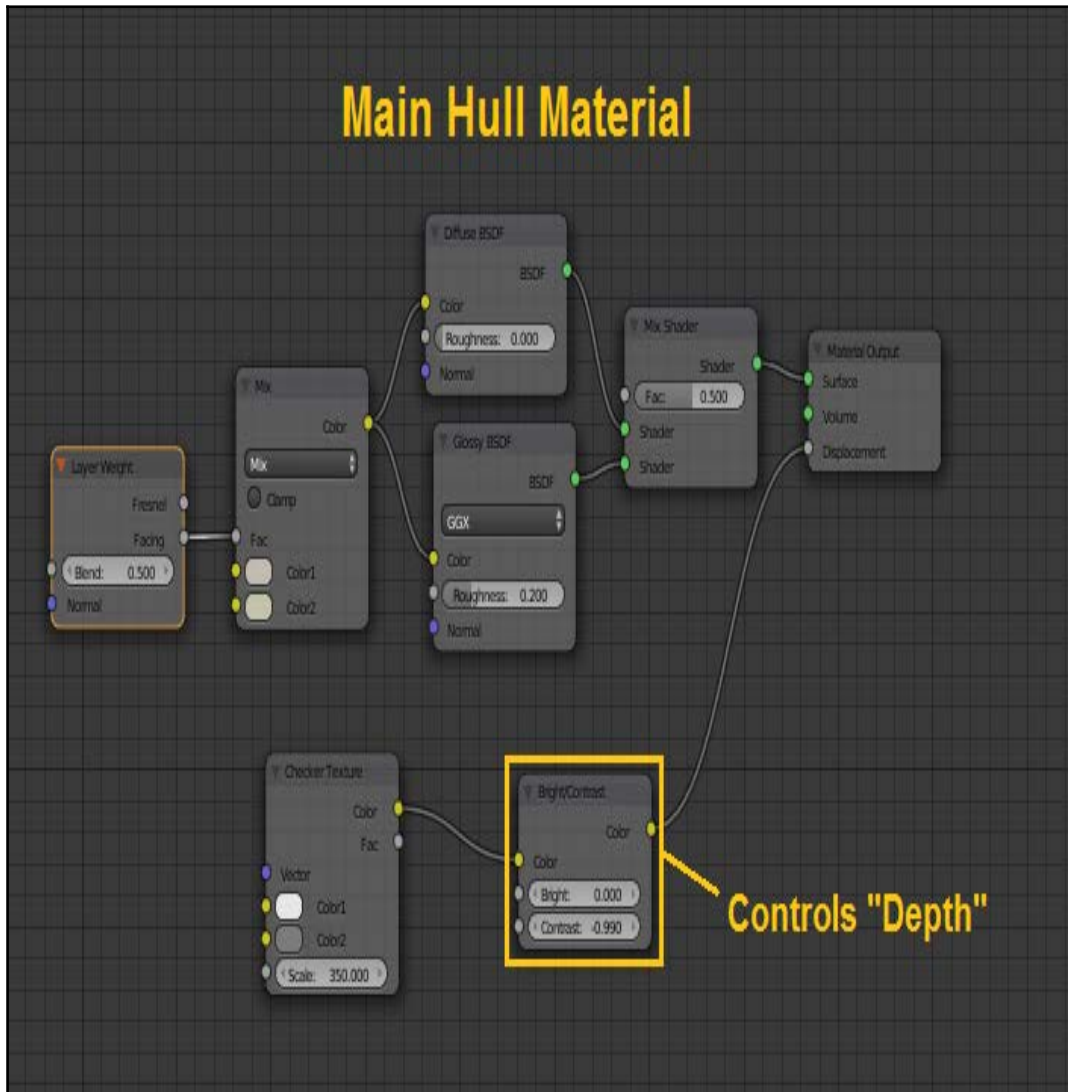 Main Hull Material
Diffuse BSDF
BSDF
Color
Roughness: 0.000
Normal
Mix Shader
Shader
Fac: 0.500
Shader
Shader
Material Output
Surface
Volume
Displacement
Mix
Color
Mix
Clamp
Fac
Color1
Color2
Glossy BSDF
BSDF
GGX
Color
Roughness: 0.200
Normal
Layer Weight
Fresnel
Facing
Blend: 0.500
Normal
Checker Texture
Color
Fac
Vector
Color1
Color2
Scale: 350.000
Bright/Contrast
Color
Color
Bright: 0.000
Contrast: -0.990
Controls "Depth"